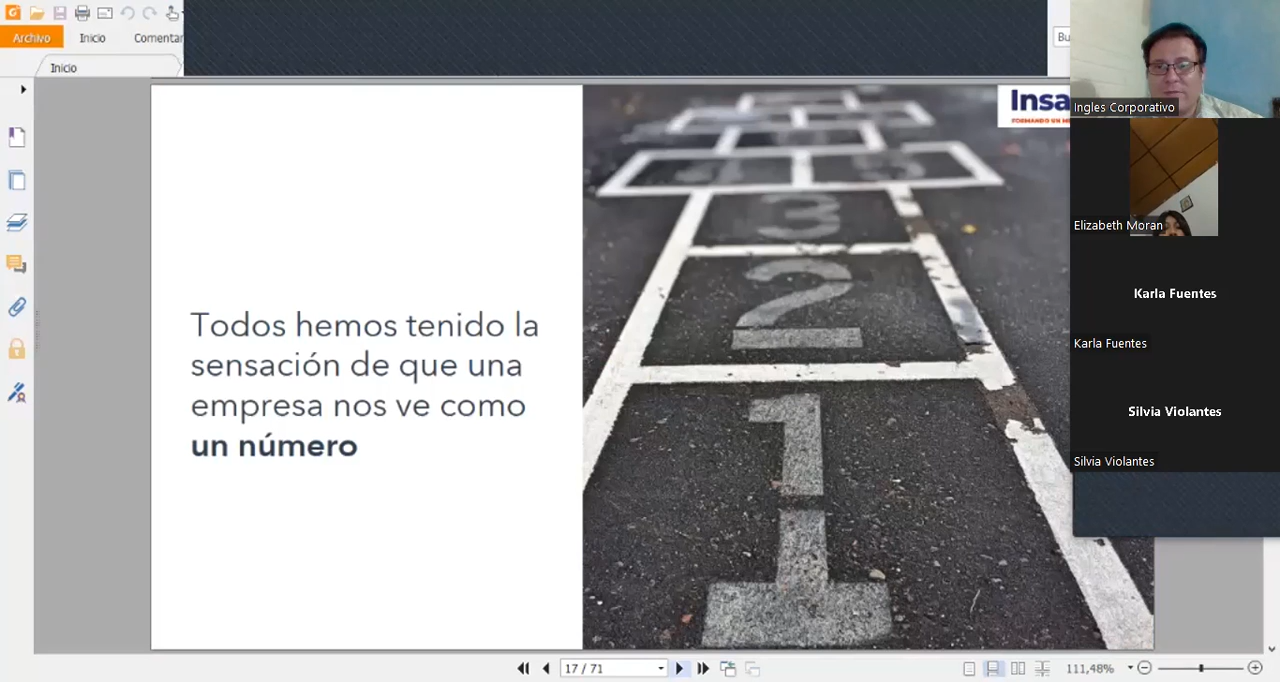 Archivo
Inicio
Comentar
Bu
Inicio
Insa
Ingles Corporativo
Elizabeth Moran
Karla Fuentes
Karla Fuentes
Silvia Violantes
Silvia Violantes
Todos hemos tenido la
sensación de que una
empresa nos ve como
un número
3
2
1
17 / 71
111,48%